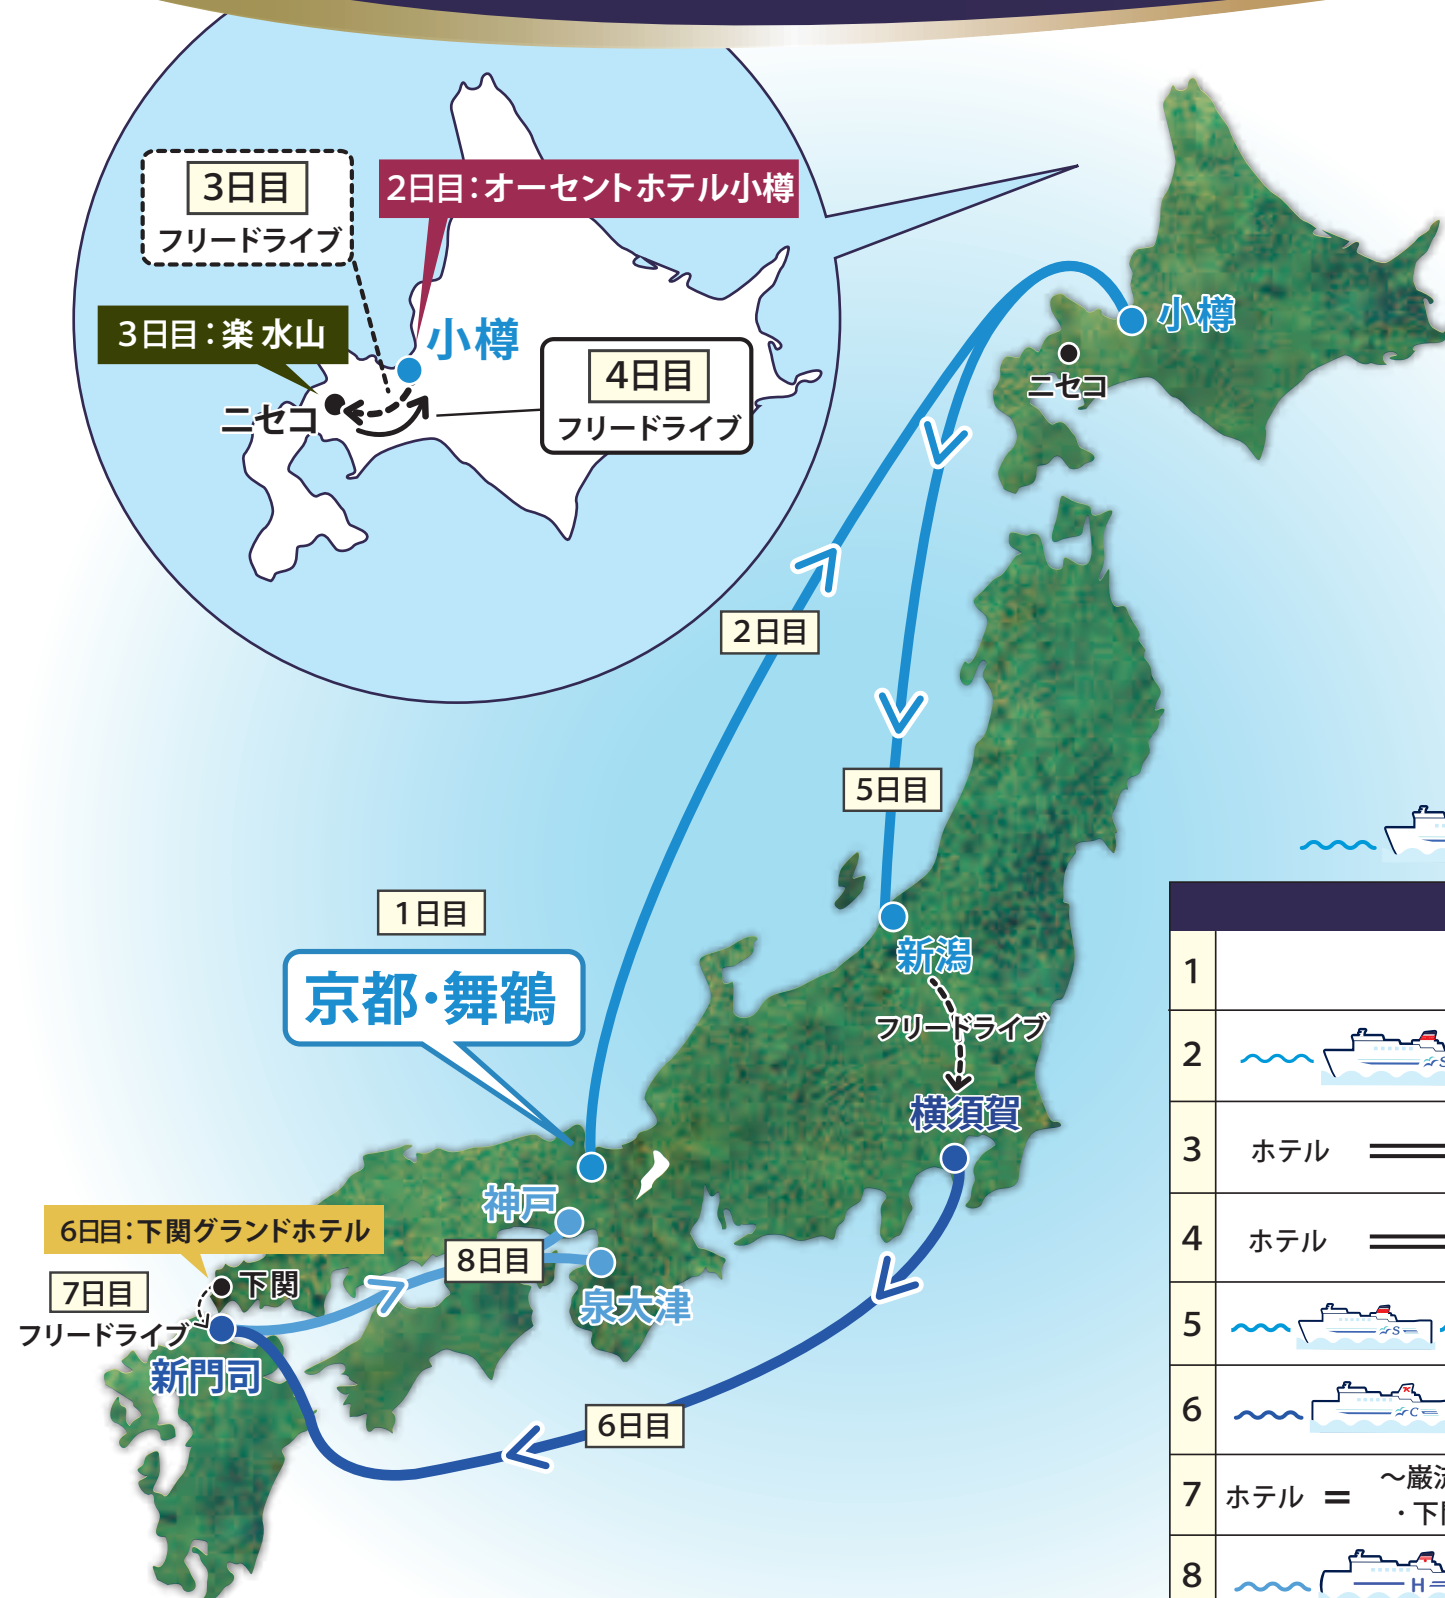 3日目
フリードライブ
2日目：オーセントホテル小樽
3日目：楽 水山
小樽
ニセコ
4日目
フリードライブ
小樽
ニセコ
2日目
5日目
1日目
京都・舞鶴
新潟
フリードライブ
横須賀
神戸
8日目
泉大津
6日目：下関グランドホテル
下関
7日目
フリードライブ
新門司
6日目
1
2
S
3 ホテル
4 ホテル
5
S
6
C
7 ホテル = ～巌
・下
8
H